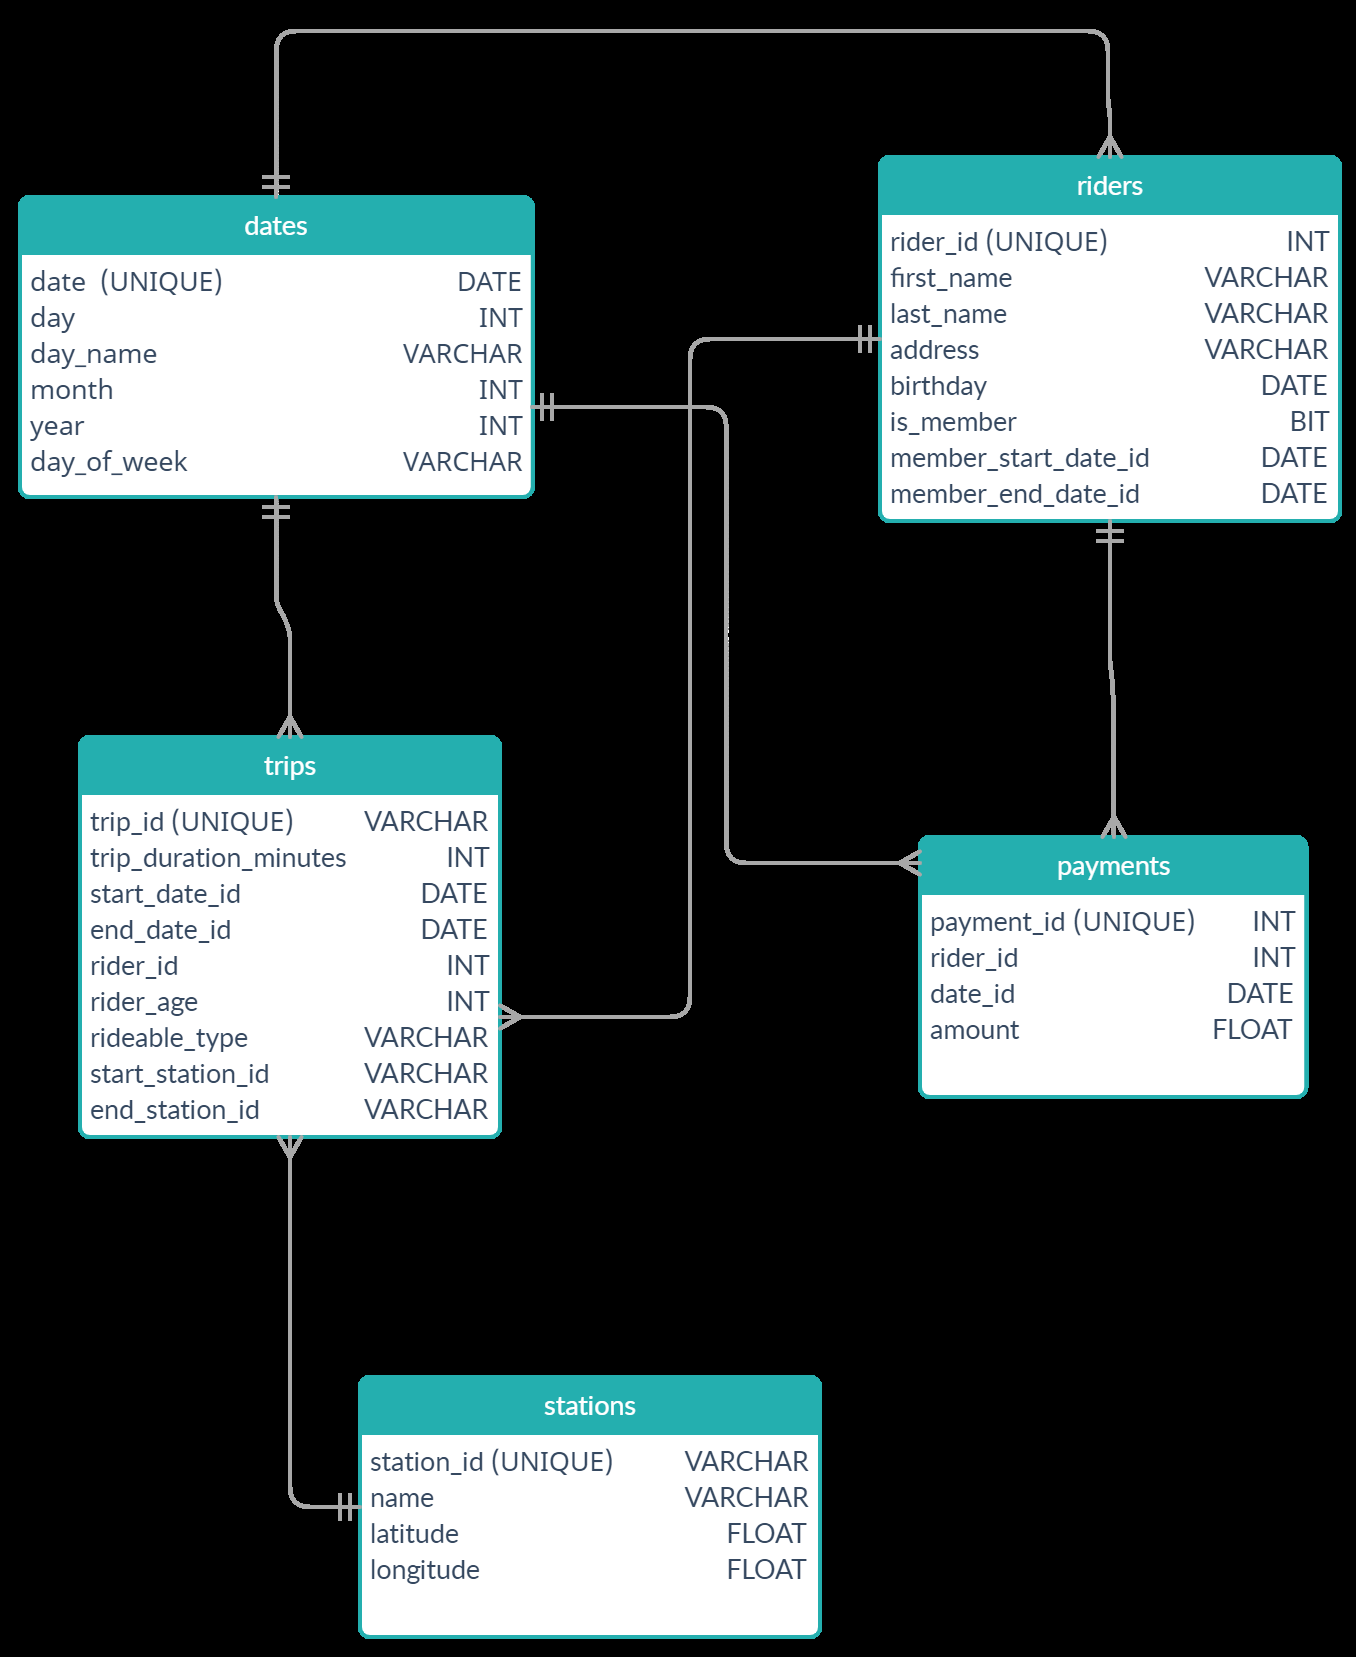 dates
date (UNIQUE) DATE
day INT
day_name VARCHAR
month INT
year INT
day_of_week VARCHAR
riders
rider_id (UNIQUE) INT
first_name VARCHAR
last_name VARCHAR
address VARCHAR
birthday DATE
is_member BIT
member_start_date_id DATE
member_end_date_id DATE
trips
trip_id (UNIQUE) VARCHAR
trip_duration_minutes INT
start_date_id DATE
end_date_id DATE
rider_id INT
rider_age INT
rideable_type VARCHAR
start_station_id VARCHAR
end_station_id VARCHAR
payments
payment_id (UNIQUE) INT
rider_id INT
date_id DATE
amount FLOAT
stations
station_id (UNIQUE) VARCHAR
name VARCHAR
latitude FLOAT
longitude FLOAT